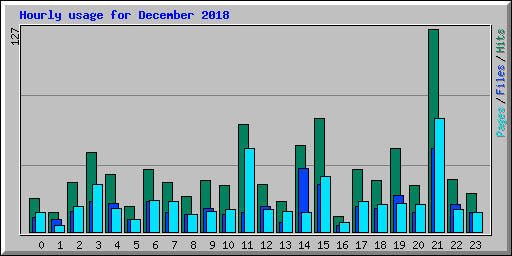 Hourly usage for December 2018
127
Pages/Files/Hits
0 1 2 3 4 5 6 7 8 9 10 11 12 13 14 15 16 17 18 19 20 21 22 23